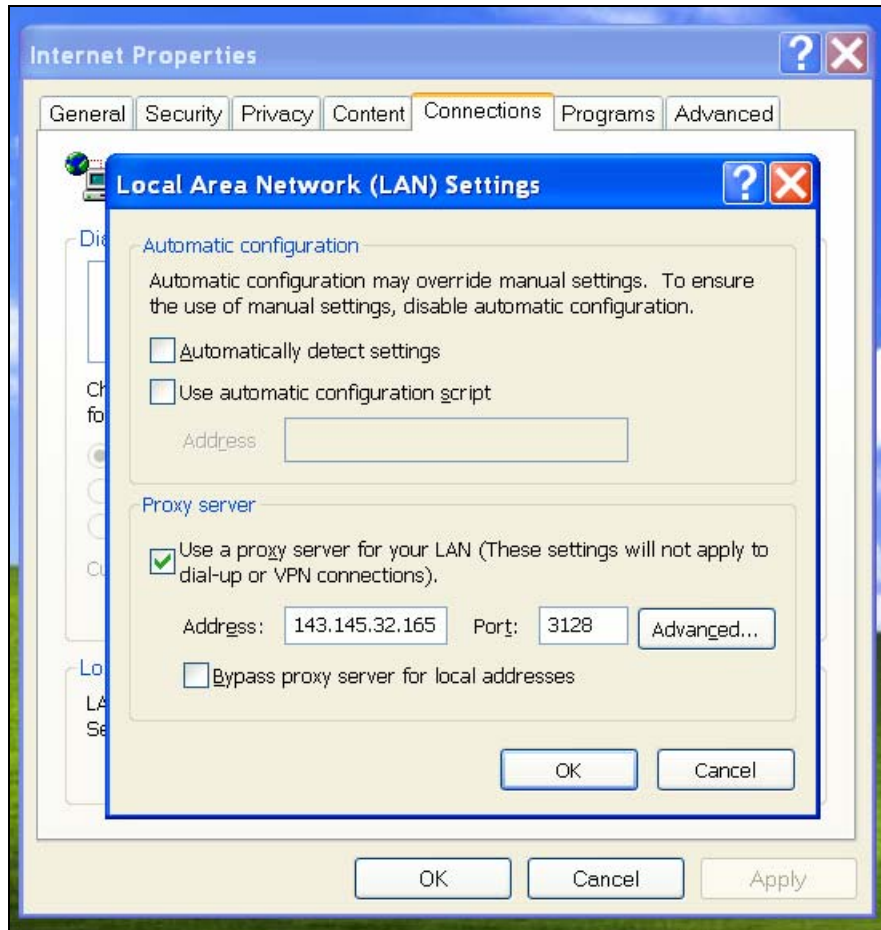 Internet Properties
General Security Privacy Content Connections Programs Advanced
Local Area Network (LAN) Settings
Automatic configuration
Automatic configuration may override manual settings. To ensure
the use of manual settings, disable automatic configuration.
Automatically detect settings
Use automatic configuration script
Address
Proxy server
Use a proxy server for your LAN (These settings will not apply to
dial-up or VPN connections).
Address: 143.145.32.165 Port: 3128 Advanced...
Bypass proxy server for local addresses
OK Cancel
OK Cancel Apply